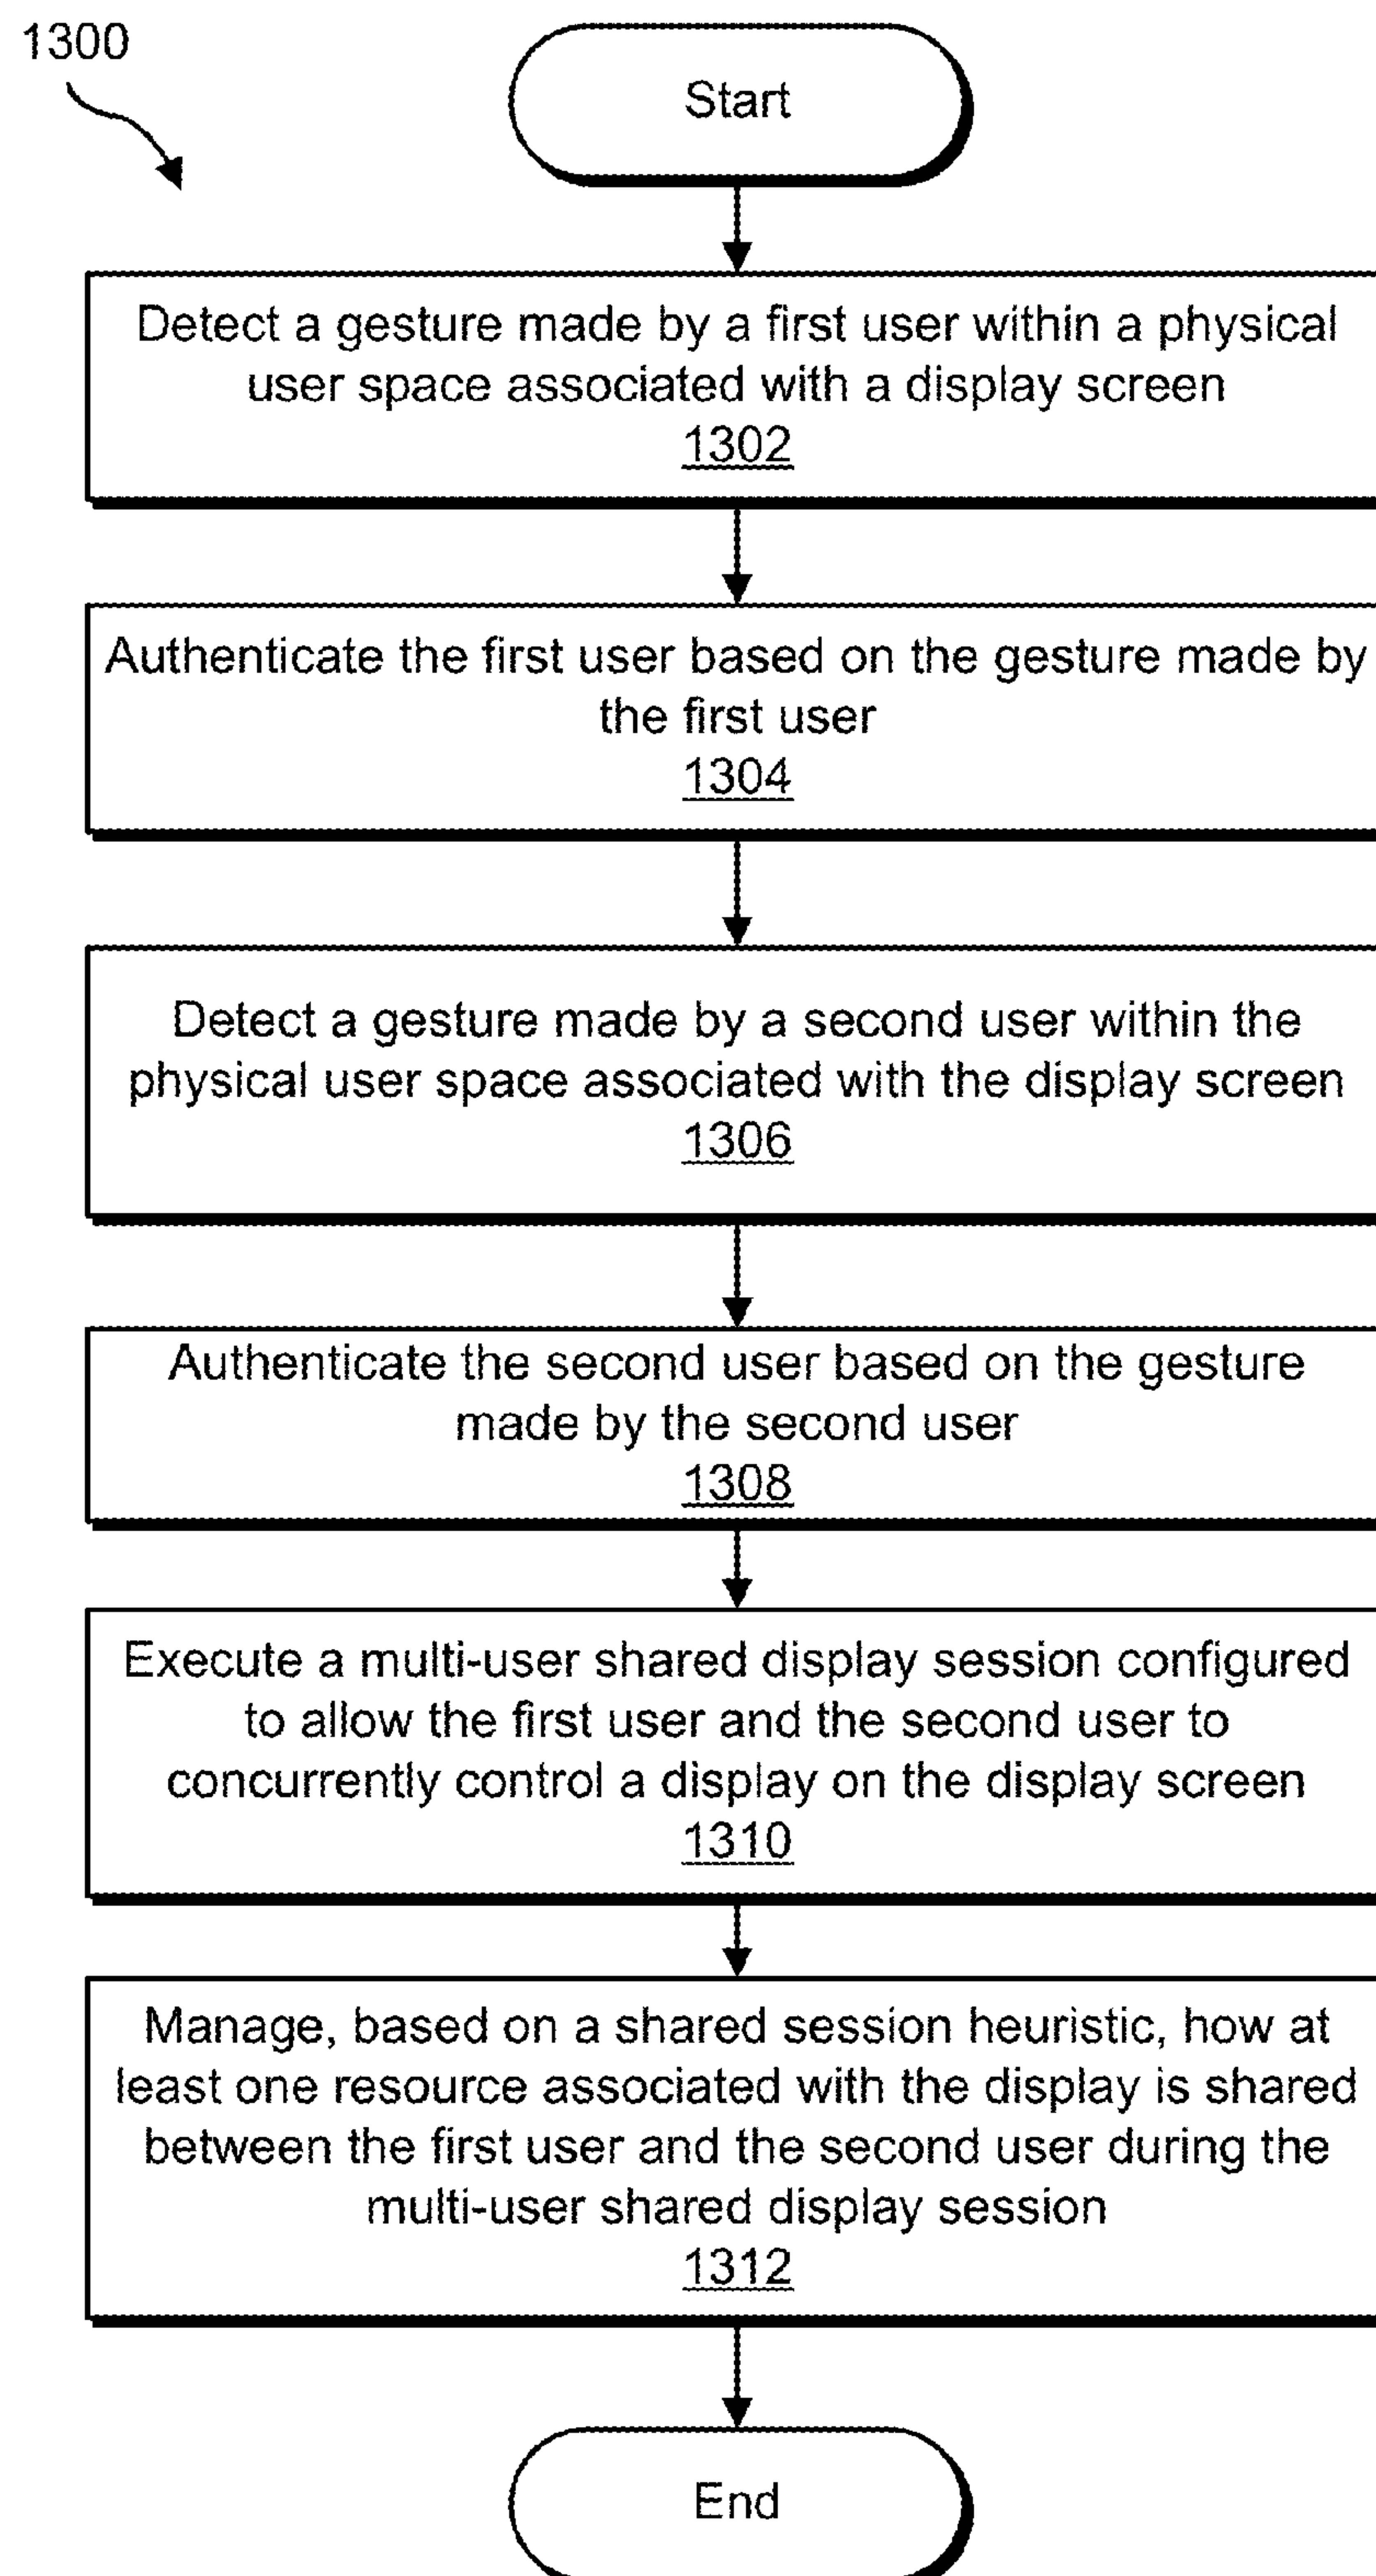 1300
Start
Detect a gesture made by a first user within a physical
user space associated with a display screen
1302
Authenticate the first user based on the gesture made by
the first user
1304
Detect a gesture made by a second user within the
physical user space associated with the display screen
1306
Authenticate the second user based on the gesture
made by the second user
1308
Execute a multi-user shared display session configured
to allow the first user and the second user to
concurrently control a display on the display screen
1310
Manage, based on a shared session heuristic, how at
least one resource associated with the display is shared
between the first user and the second user during the
multi-user shared display session
1312
End